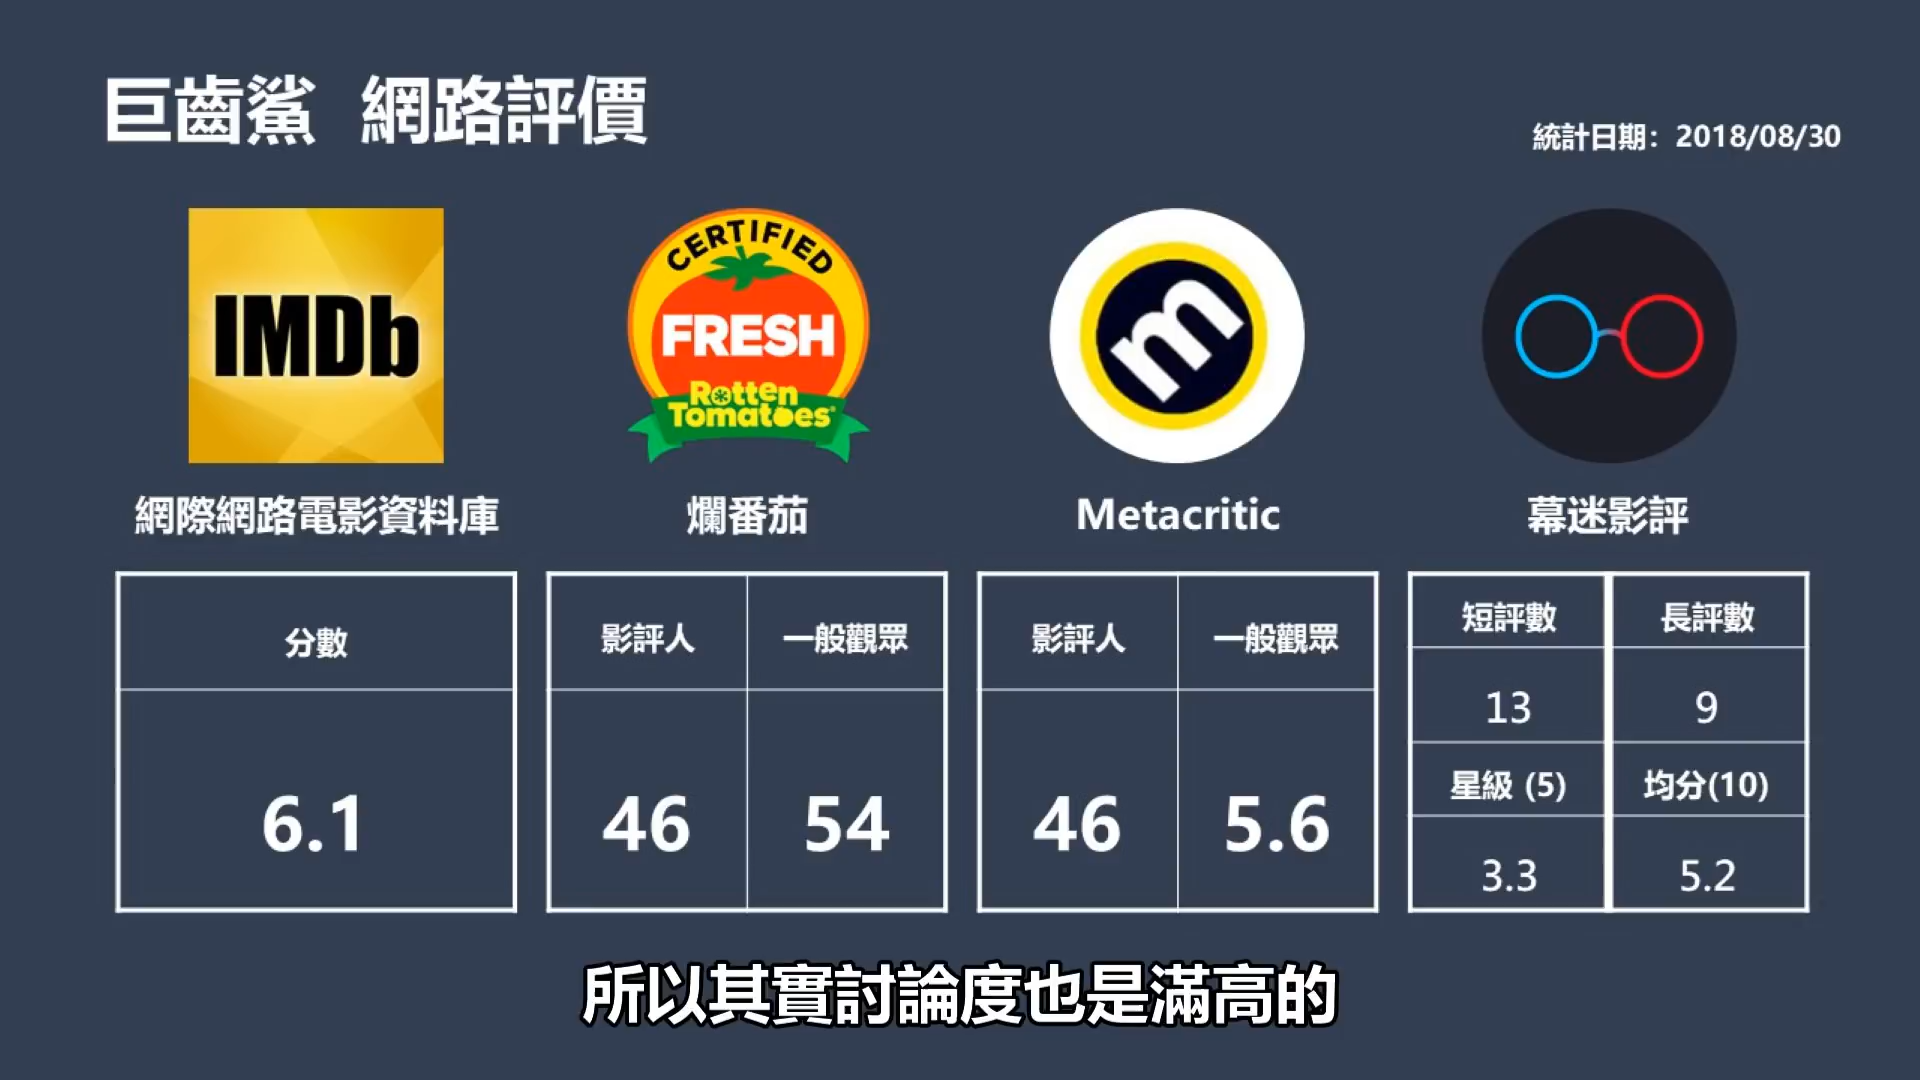 巨齒鯊 網路評價
統計日期：2018/08/30
IMDb
CERTIFIED
FRESH
Rotten
Tomatoes
m
網際網路電影資料庫
爛番茄
Metacritic
幕迷影評
分數
6.1
影評人 一般觀眾
46 54
影評人 一般觀眾
46 5.6
短評數 長評數
13 9
星級 (5) 均分(10)
3.3 5.2
所以其實討論度也是滿高的